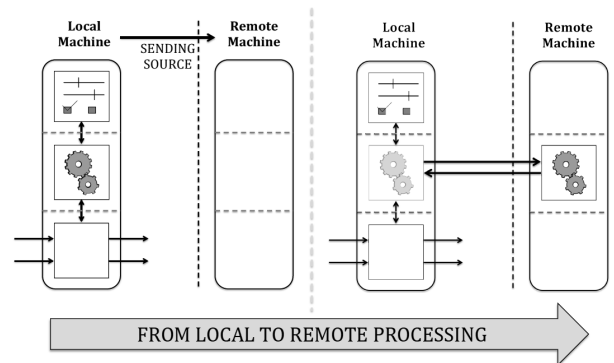 Local
Machine
Remote
Machine
SENDING
SOURCE
Local
Machine
Remote
Machine
FROM LOCAL TO REMOTE PROCESSING